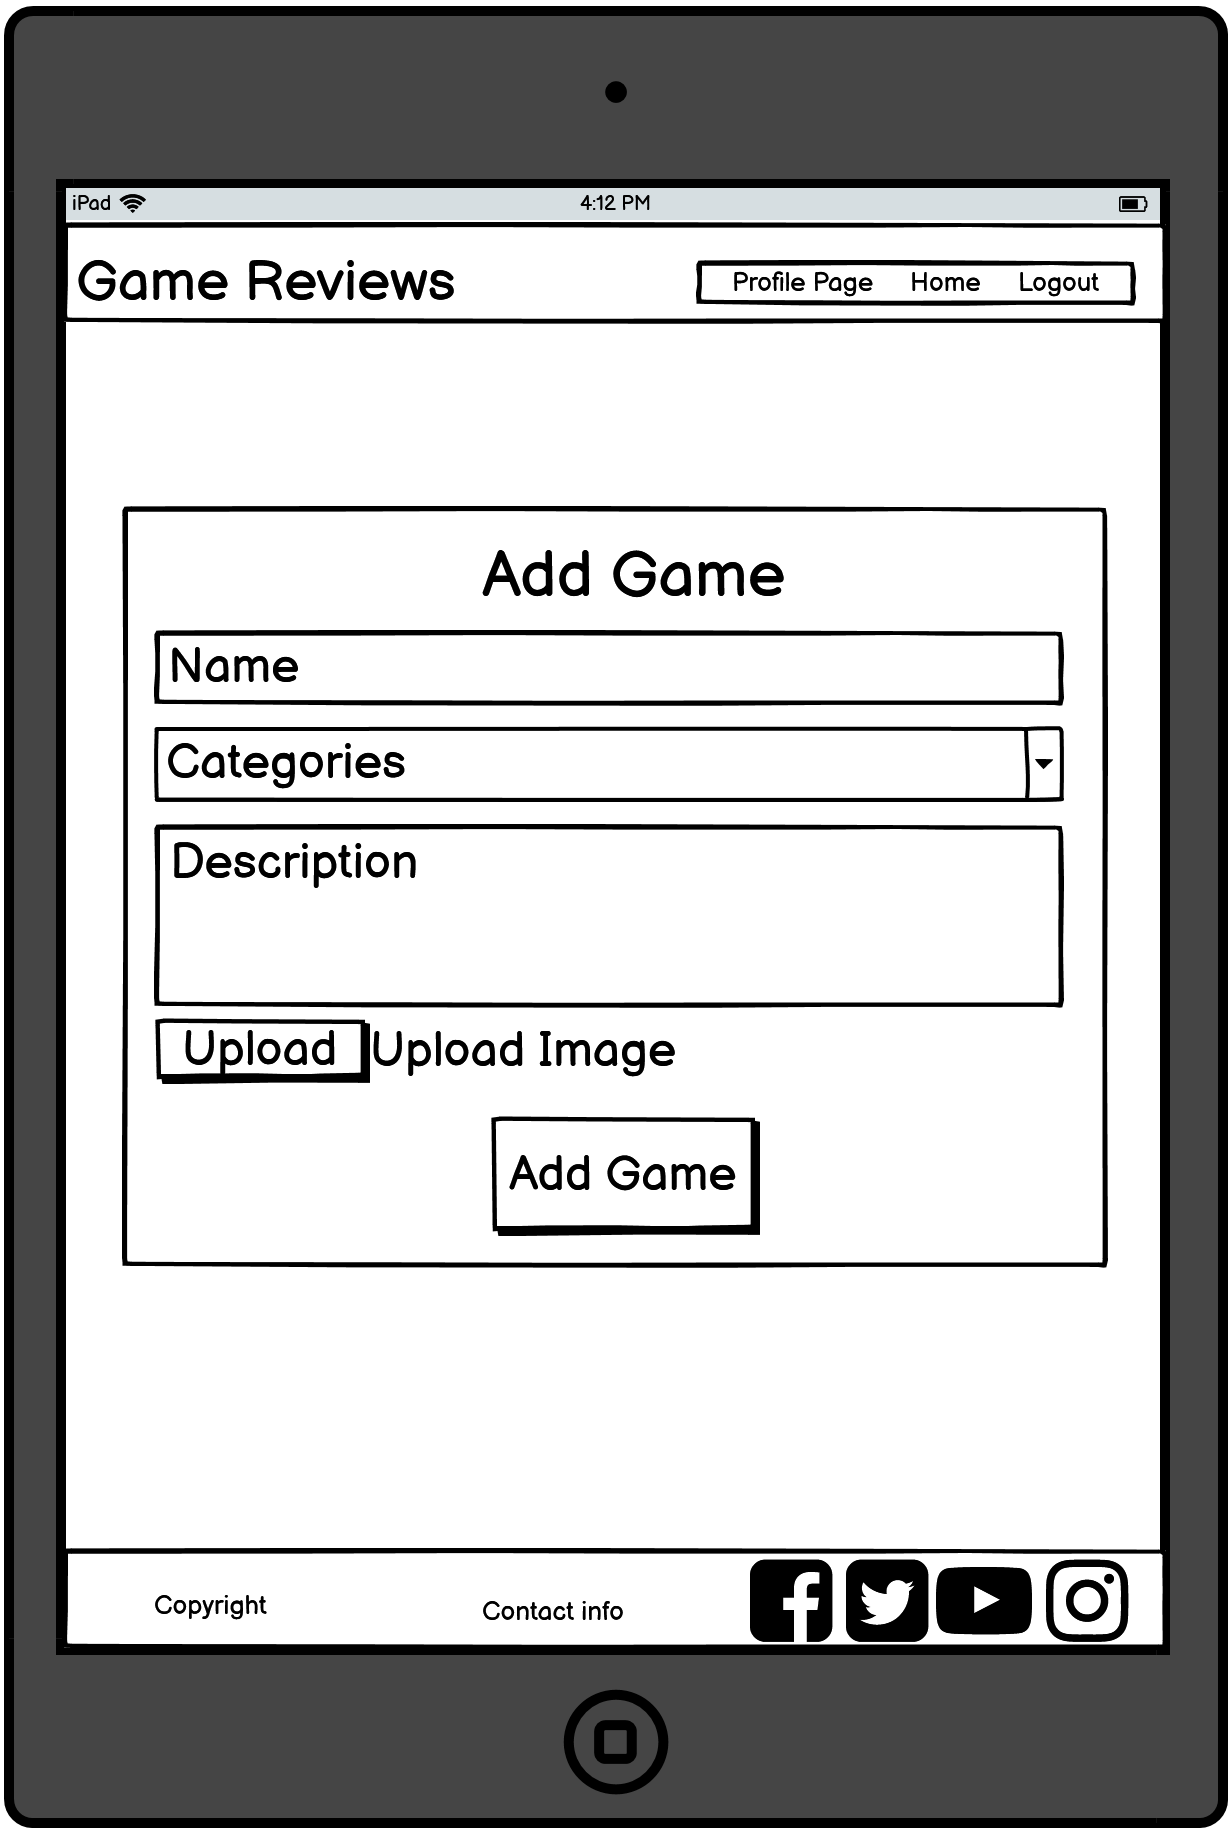 iPad 4:12 PM
Game Reviews
Profile Page Home Logout
Add Game
Name
Categories
Description
Upload Upload Image
Add Game
Copyright Contact info